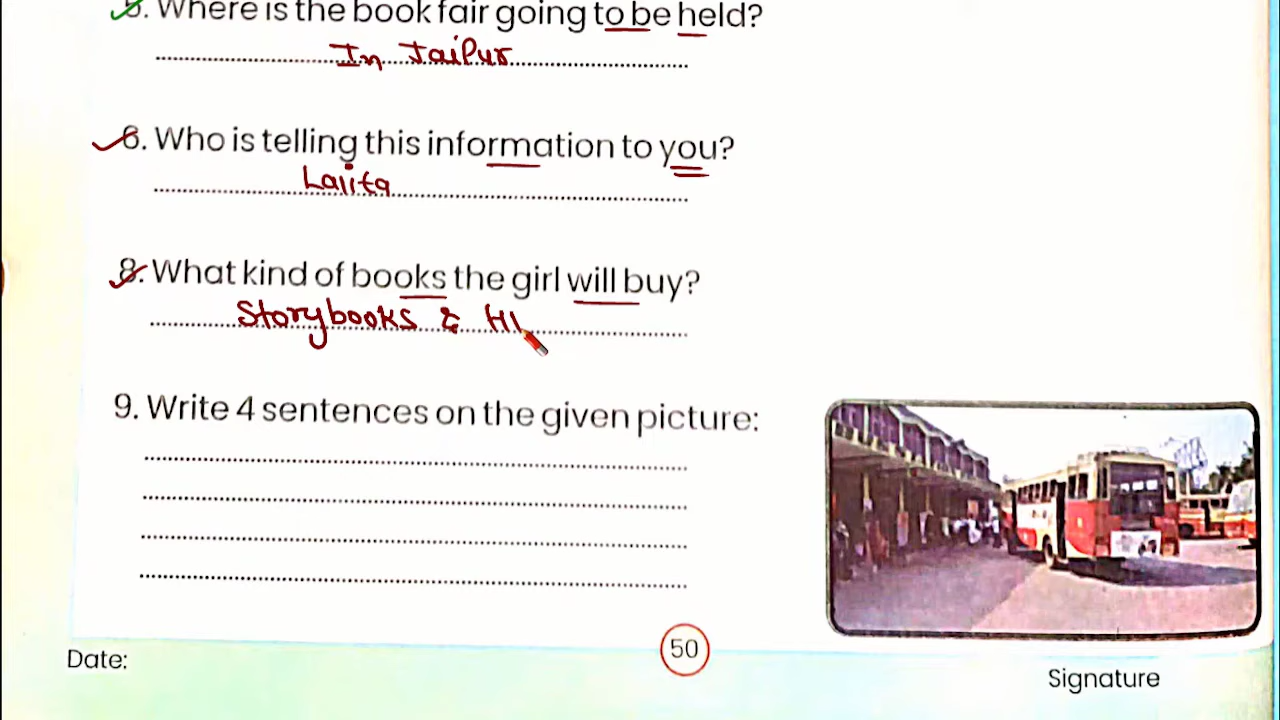 5. Where is the book fair going to be held?
In Jaipur
6. Who is telling this information to you?
Lalita
8. What kind of books the girl will buy?
Storybooks & HI
9. Write 4 sentences on the given picture:
50
Date:
Signature